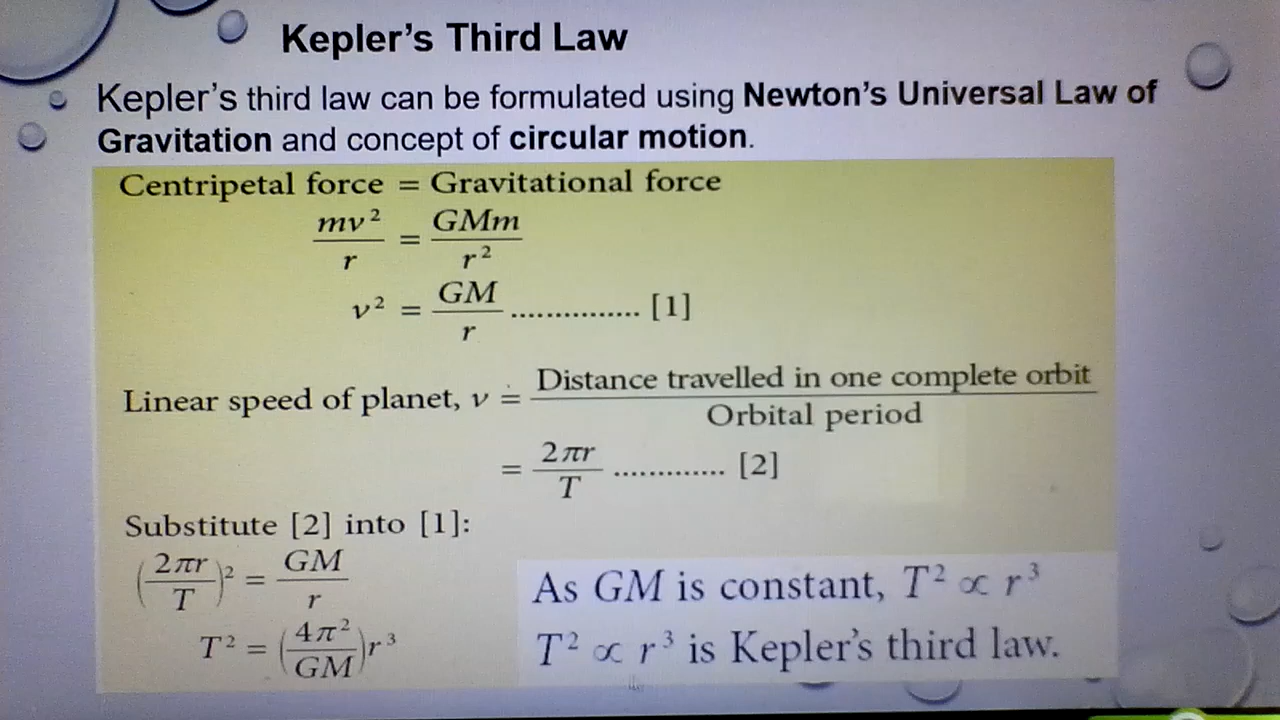 Kepler's Third Law
Kepler's third law can be formulated using Newton's Universal Law of
Gravitation and concept of circular motion.
Centripetal force = Gravitational force
mv²/r = GMm/r²
v² = GM/r ............... [1]
Linear speed of planet, v = Distance travelled in one complete orbit / Orbital period
= 2πr/T ............. [2]
Substitute [2] into [1]:
(2πr/T)² = GM/r
T² = (4π²/GM)r³
As GM is constant, T² ∝ r³
T² ∝ r³ is Kepler's third law.